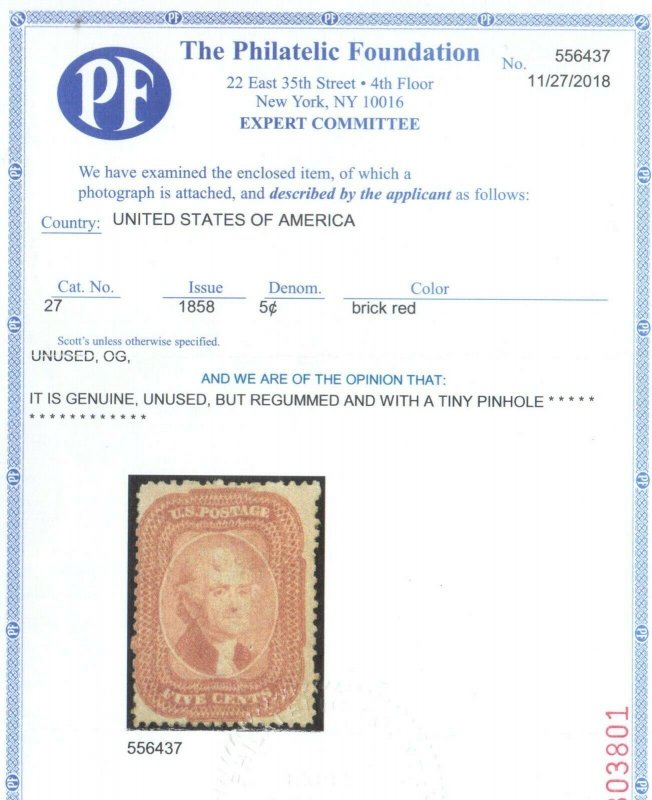 PF
The Philatelic Foundation
No. 556437
22 East 35th Street • 4th Floor
11/27/2018
New York, NY 10016
EXPERT COMMITTEE
We have examined the enclosed item, of which a
photograph is attached, and described by the applicant as follows:
Country: UNITED STATES OF AMERICA
Cat. No. Issue Denom. Color
27 1858 5¢ brick red
Scott's unless otherwise specified.
UNUSED, OG,
AND WE ARE OF THE OPINION THAT:
IT IS GENUINE, UNUSED, BUT REGUMMED AND WITH A TINY PINHOLE * * * * *
* * * * * * * * * * * *
U.S. POSTAGE
FIVE CENTS
556437
03801